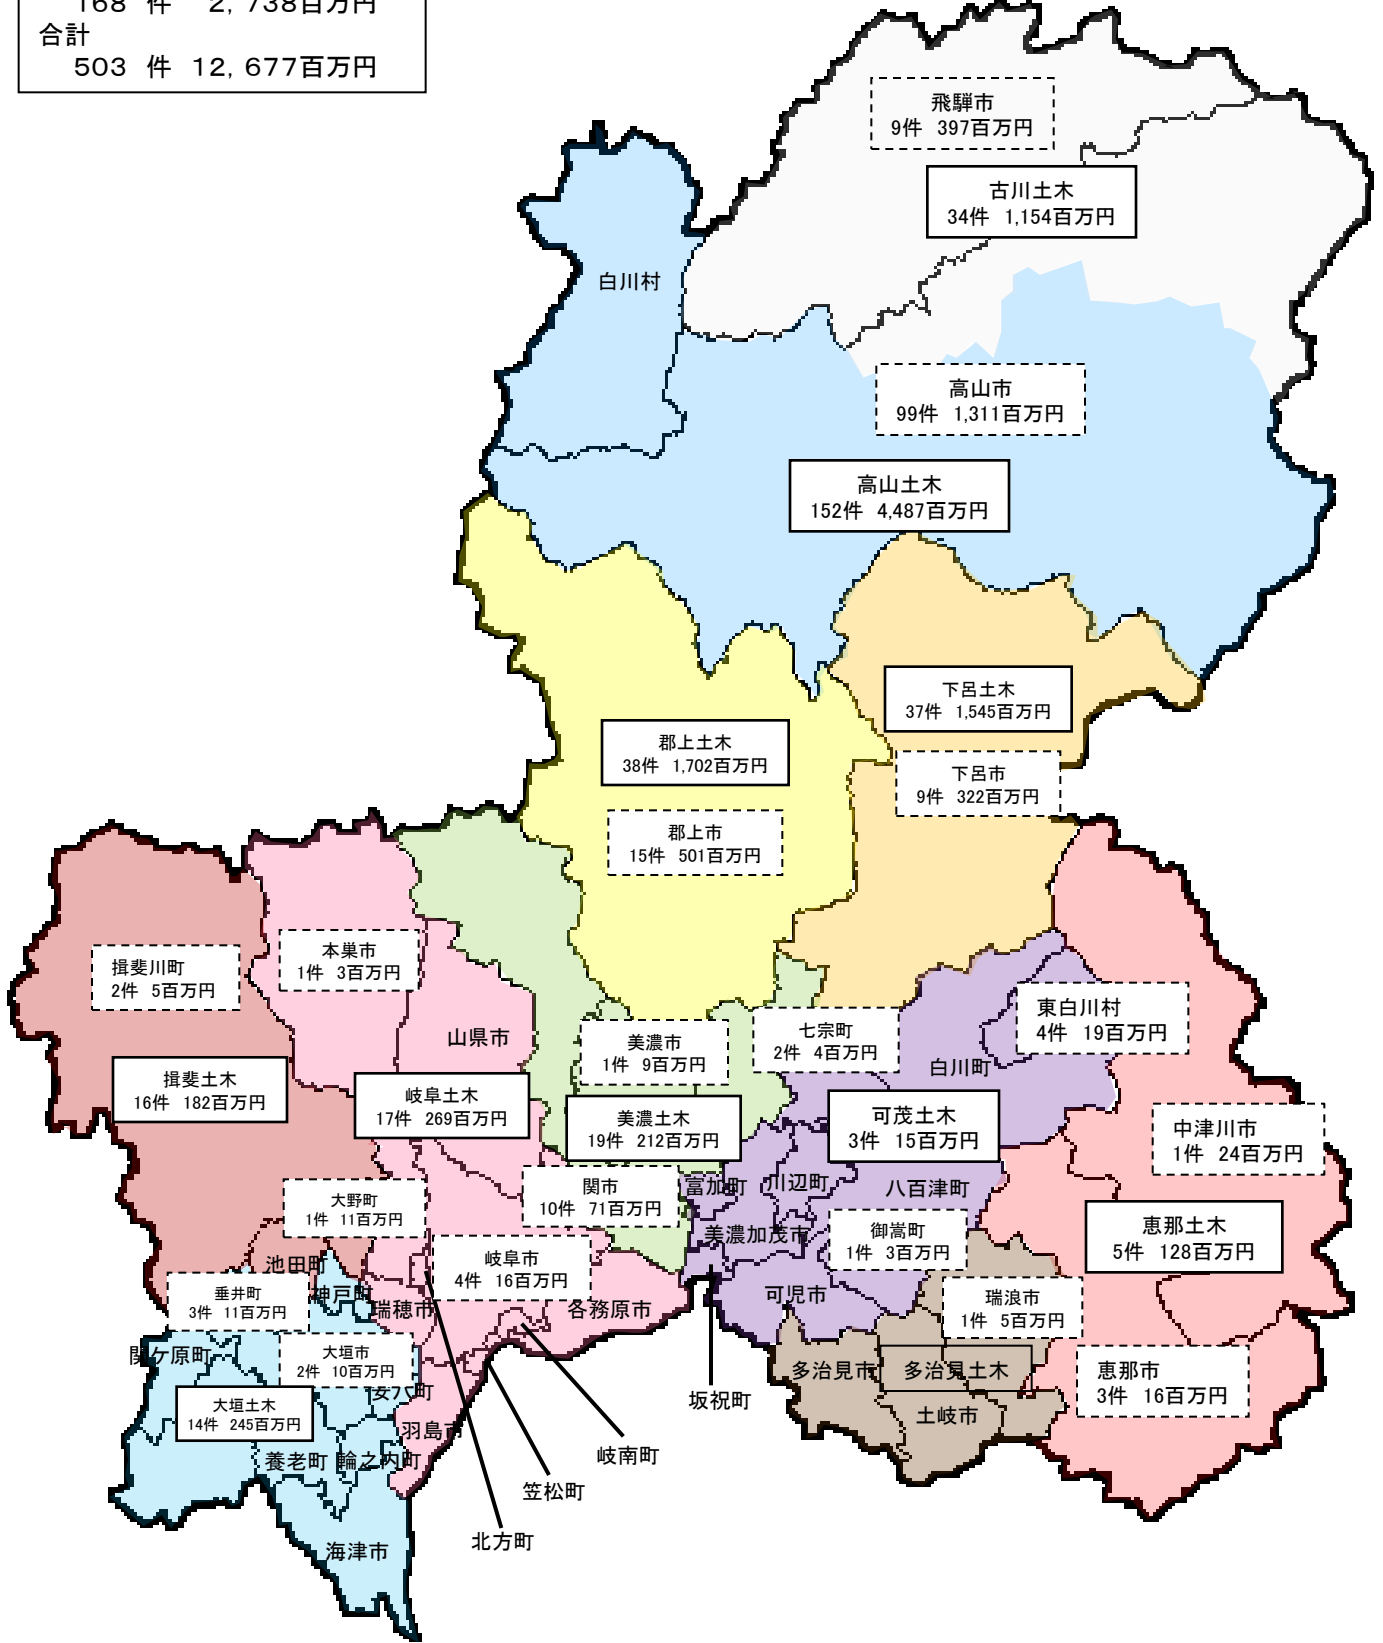 168 件 2,738百万円
合計
503 件 12,677百万円
飛騨市
9件 397百万円
古川土木
34件 1,154百万円
白川村
高山市
99件 1,311百万円
高山土木
152件 4,487百万円
下呂土木
37件 1,545百万円
郡上土木
38件 1,702百万円
下呂市
9件 322百万円
郡上市
15件 501百万円
本巣市
1件 3百万円
揖斐川町
2件 5百万円
山県市
美濃市
1件 9百万円
七宗町
2件 4百万円
東白川村
4件 19百万円
白川町
揖斐土木
16件 182百万円
岐阜土木
17件 269百万円
美濃土木
19件 212百万円
可茂土木
3件 15百万円
中津川市
1件 24百万円
大野町
1件 11百万円
関市
10件 71百万円
富加町
川辺町
八百津町
美濃加茂市
御嵩町
1件 3百万円
恵那土木
5件 128百万円
池田町
岐阜市
4件 16百万円
垂井町
3件 11百万円
神戸町
瑞穂市
各務原市
可児市
瑞浪市
1件 5百万円
関ケ原町
大垣市
2件 10百万円
安八町
多治見市
多治見土木
恵那市
3件 16百万円
大垣土木
14件 245百万円
坂祝町
土岐市
羽島市
養老町
輪之内町
岐南町
笠松町
北方町
海津市